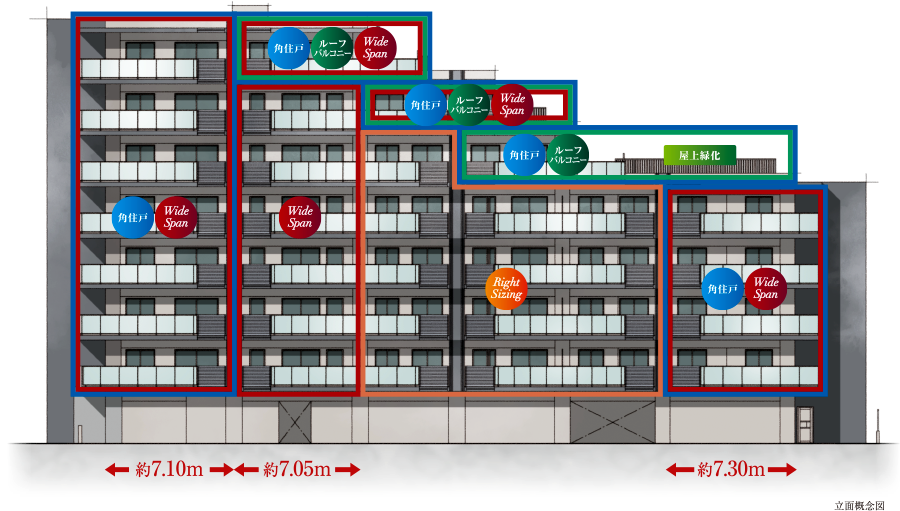 角住戸
ルーフ
バルコニー
Wide
Span
角住戸
ルーフ
バルコニー
Wide
Span
角住戸
ルーフ
バルコニー
屋上緑化
角住戸
Wide
Span
Wide
Span
Right
Sizing
角住戸
Wide
Span
約7.10m
約7.05m
約7.30m
立面概念図